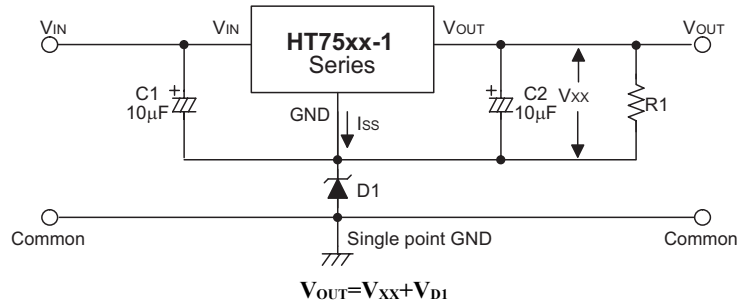 VIN VIN HT75xx-1 VOUT VOUT
Series
C1 C2 VXX
10μF GND ISS 10μF R1
D1
Common Single point GND Common
VOUT=VXX+VD1